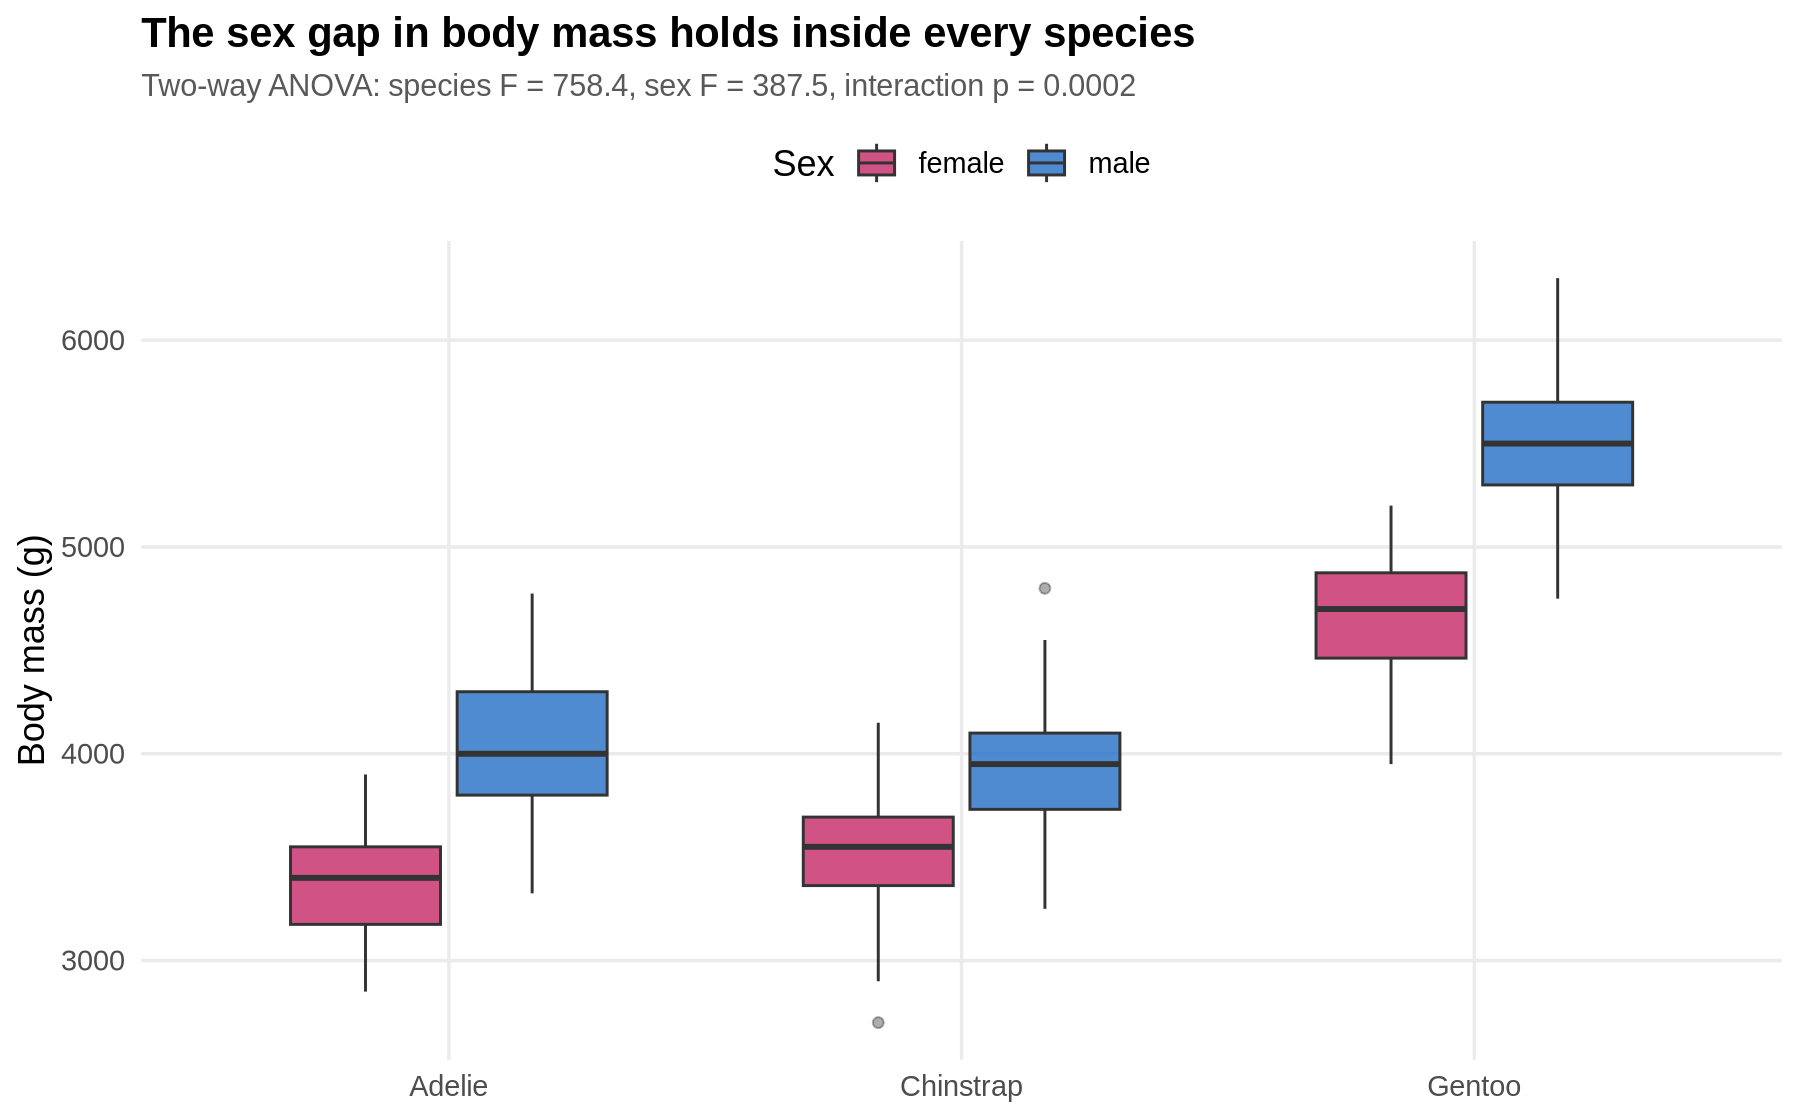 The sex gap in body mass holds inside every species
Two-way ANOVA: species F = 758.4, sex F = 387.5, interaction p = 0.0002
Sex female male
Body mass (g)
6000
5000
4000
3000
Adelie Chinstrap Gentoo